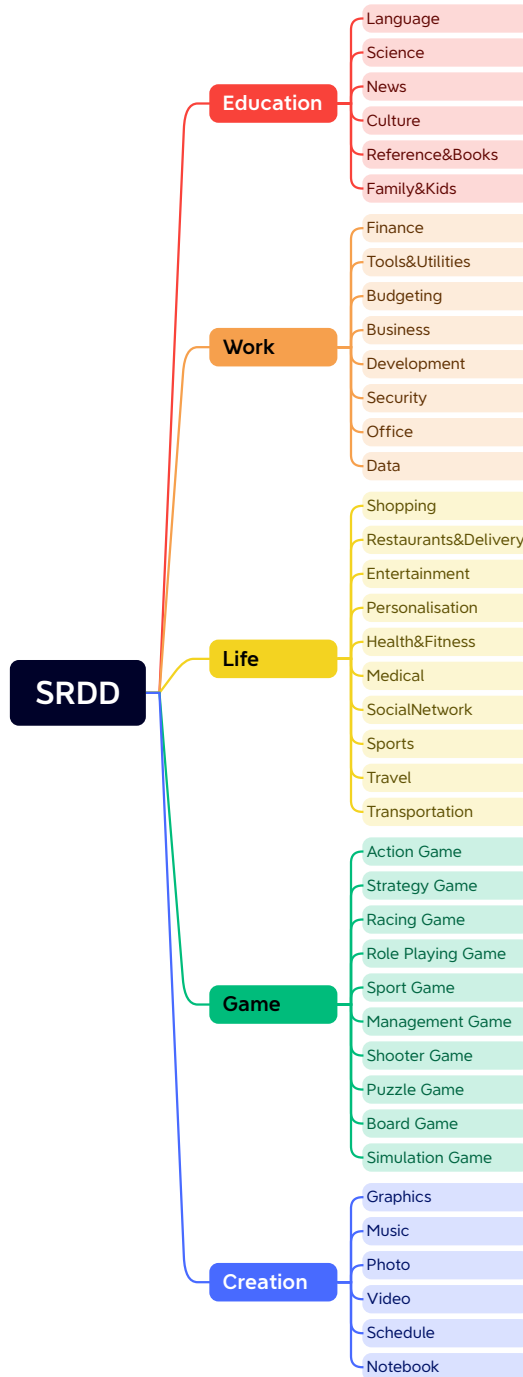 SRDD
Education
Language
Science
News
Culture
Reference&Books
Family&Kids
Work
Finance
Tools&Utilities
Budgeting
Business
Development
Security
Office
Data
Life
Shopping
Restaurants&Delivery
Entertainment
Personalisation
Health&Fitness
Medical
SocialNetwork
Sports
Travel
Transportation
Game
Action Game
Strategy Game
Racing Game
Role Playing Game
Sport Game
Management Game
Shooter Game
Puzzle Game
Board Game
Simulation Game
Creation
Graphics
Music
Photo
Video
Schedule
Notebook